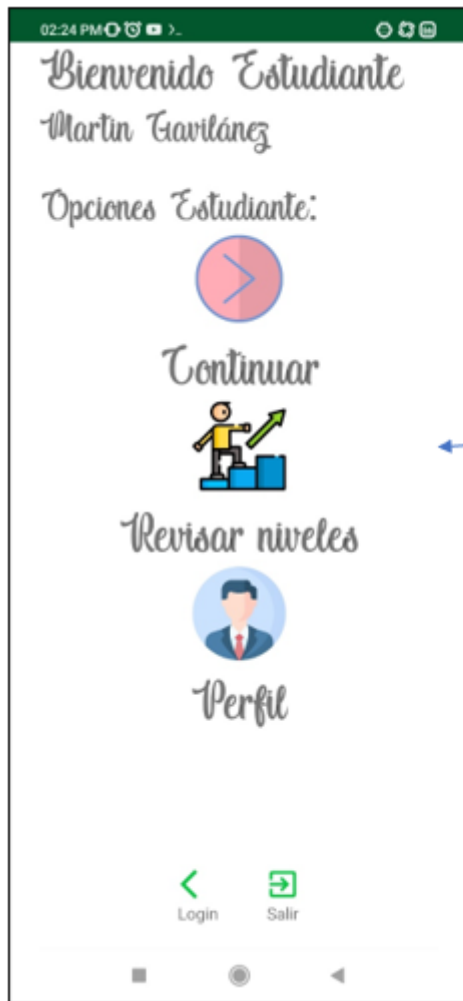 02:24 PM
Bienvenido Estudiante
Martin Gavilánez
Opciones Estudiante:
Continuar
Revisar niveles
Perfil
Login
Salir